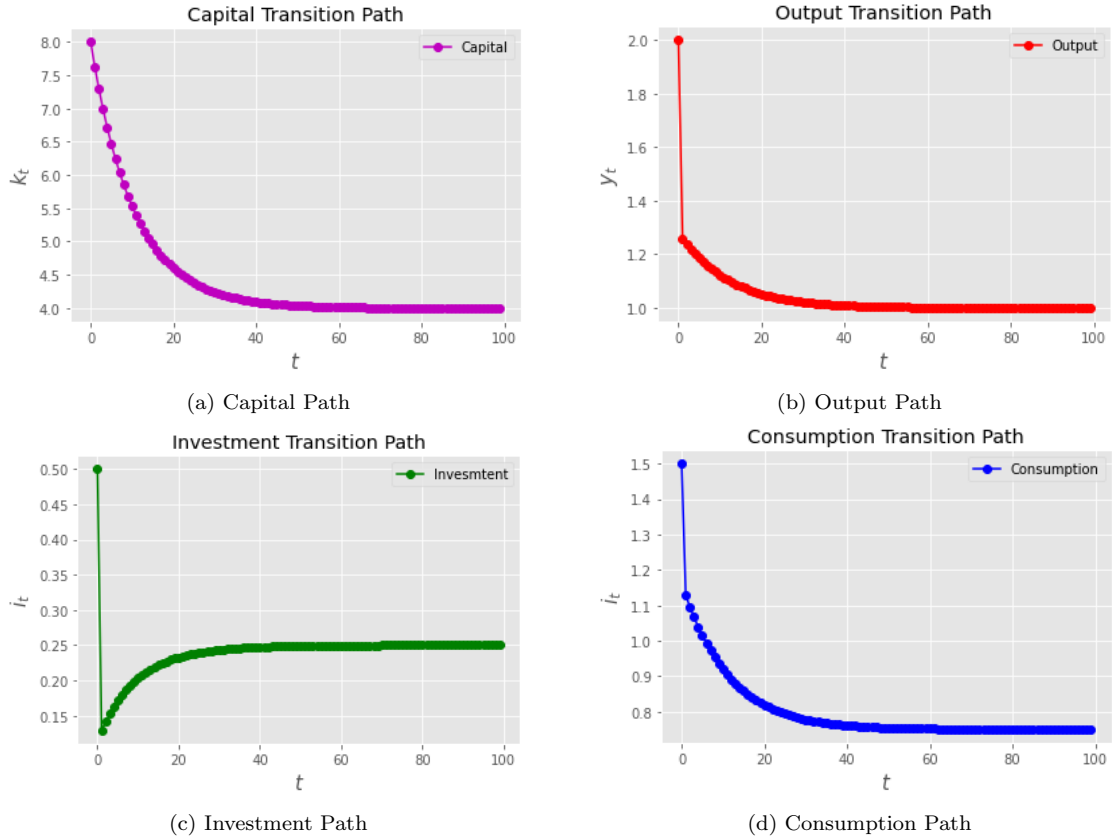 Capital Transition Path
8.0
7.5
7.0
6.5
6.0
5.5
5.0
4.5
4.0
k_t
0 20 40 60 80 100
t
Capital
(a) Capital Path
Output Transition Path
2.0
1.8
1.6
1.4
1.2
1.0
y_t
0 20 40 60 80 100
t
Output
(b) Output Path
Investment Transition Path
0.50
0.45
0.40
0.35
0.30
0.25
0.20
0.15
i_t
0 20 40 60 80 100
t
Invesmtent
(c) Investment Path
Consumption Transition Path
1.5
1.4
1.3
1.2
1.1
1.0
0.9
0.8
i_t
0 20 40 60 80 100
t
Consumption
(d) Consumption Path